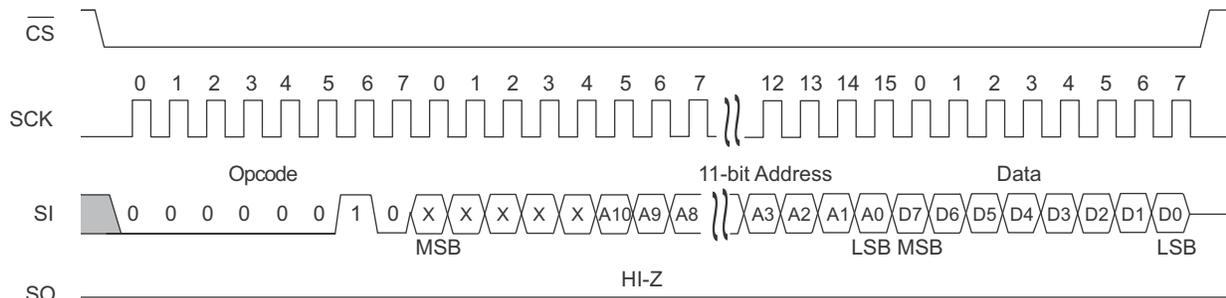 CS
0 1 2 3 4 5 6 7 0 1 2 3 4 5 6 7 12 13 14 15 0 1 2 3 4 5 6 7
SCK
Opcode 11-bit Address Data
SI 0 0 0 0 0 0 1 0 X X X X X A10 A9 A8 A3 A2 A1 A0 D7 D6 D5 D4 D3 D2 D1 D0
MSB LSB MSB LSB
HI-Z
SO